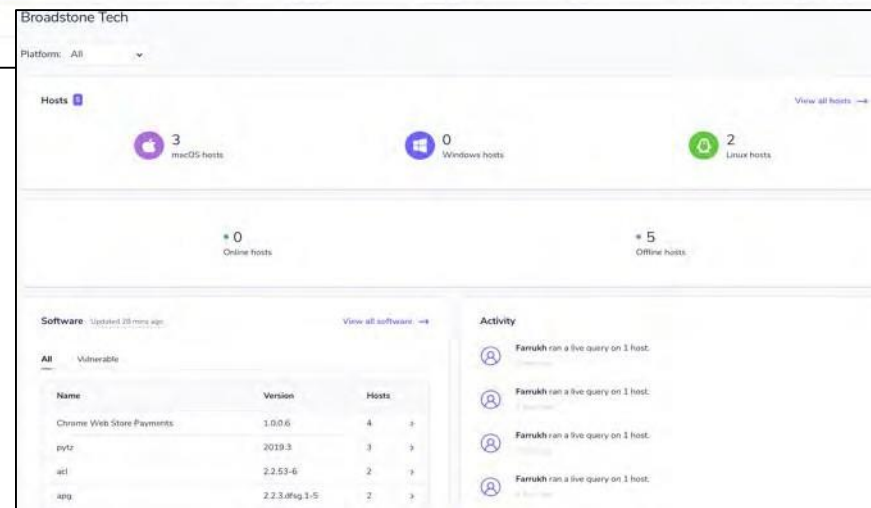 Broadstone Tech
Platform: All
Hosts 5
View all hosts →
3
macOS hosts
0
Windows hosts
2
Linux hosts
0
Online hosts
5
Offline hosts
Software Updated 28 mins ago
View all software →
All Vulnerable
Name Version Hosts
Chrome Web Store Payments 1.0.0.6 4
pytz 2019.3 3
acl 2.2.53-6 2
apg 2.2.3.dfsg.1-5 2
Activity
Farrukh ran a live query on 1 host.
Farrukh ran a live query on 1 host.
Farrukh ran a live query on 1 host.
Farrukh ran a live query on 1 host.